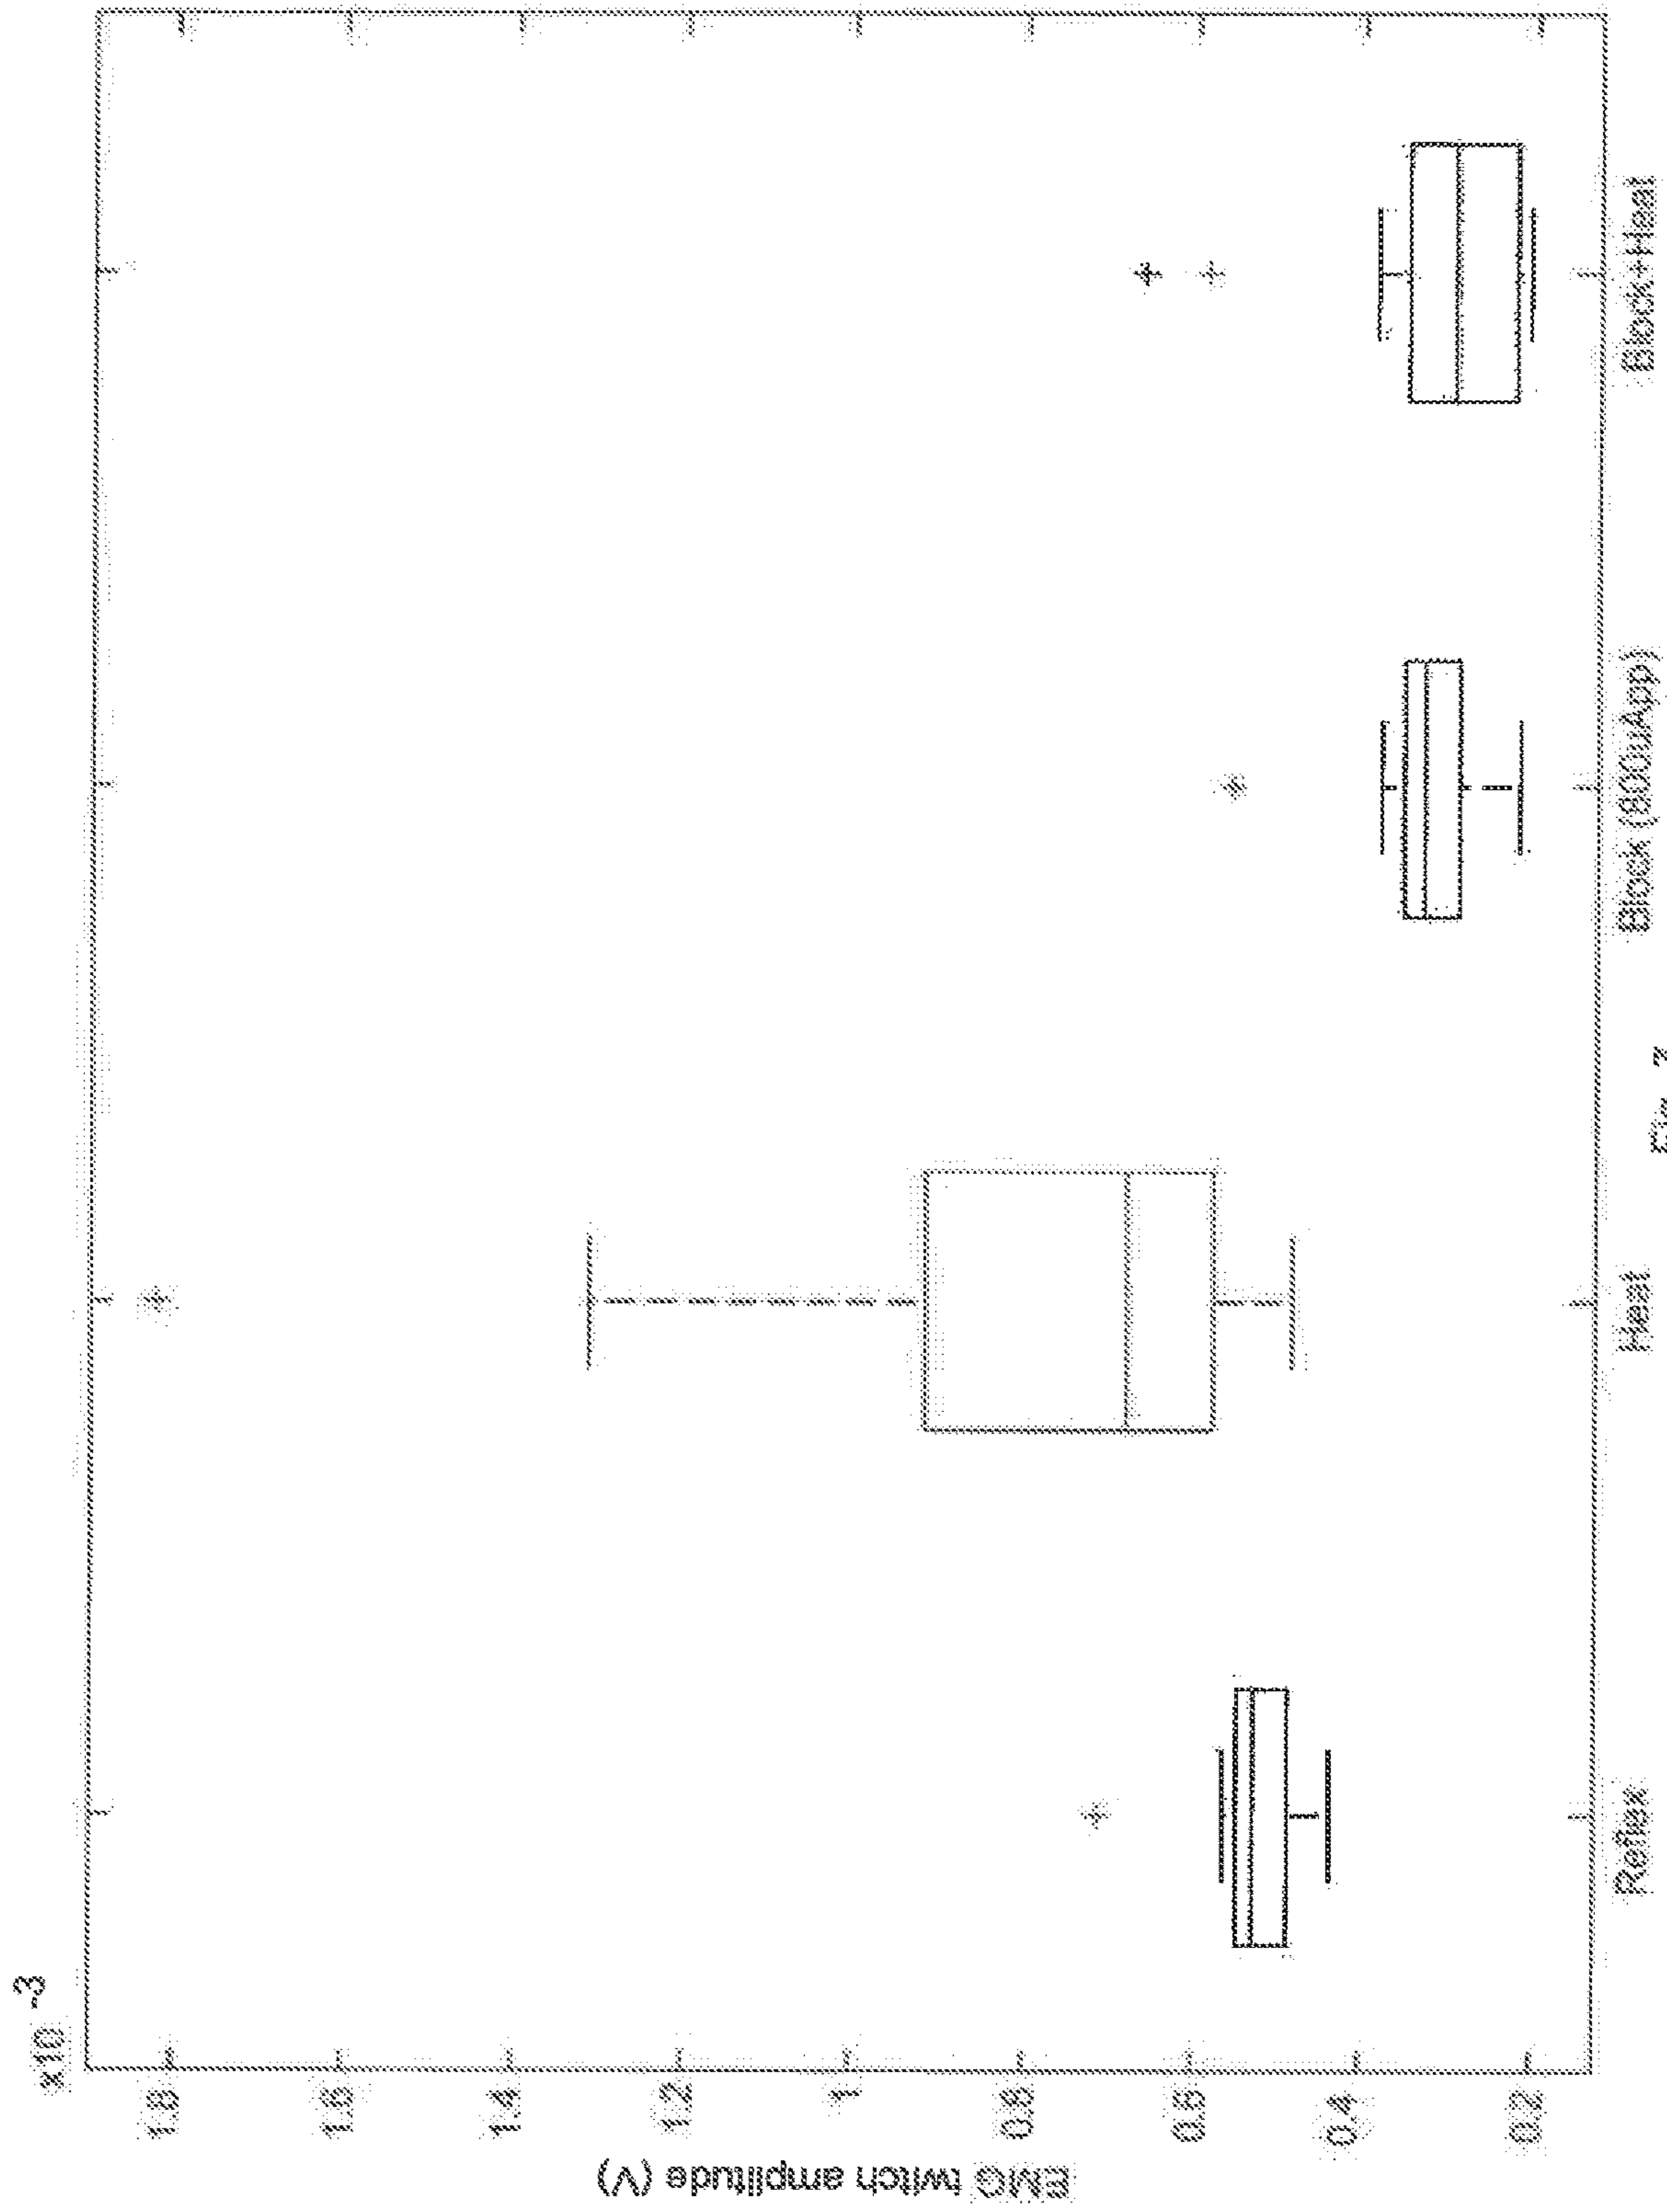 x10 -3
1.8
1.6
1.4
1.2
1
0.8
0.6
0.4
0.2
EMG twitch amplitude (V)
Reflex
Heat
Block (800uApp)
Block+Heat